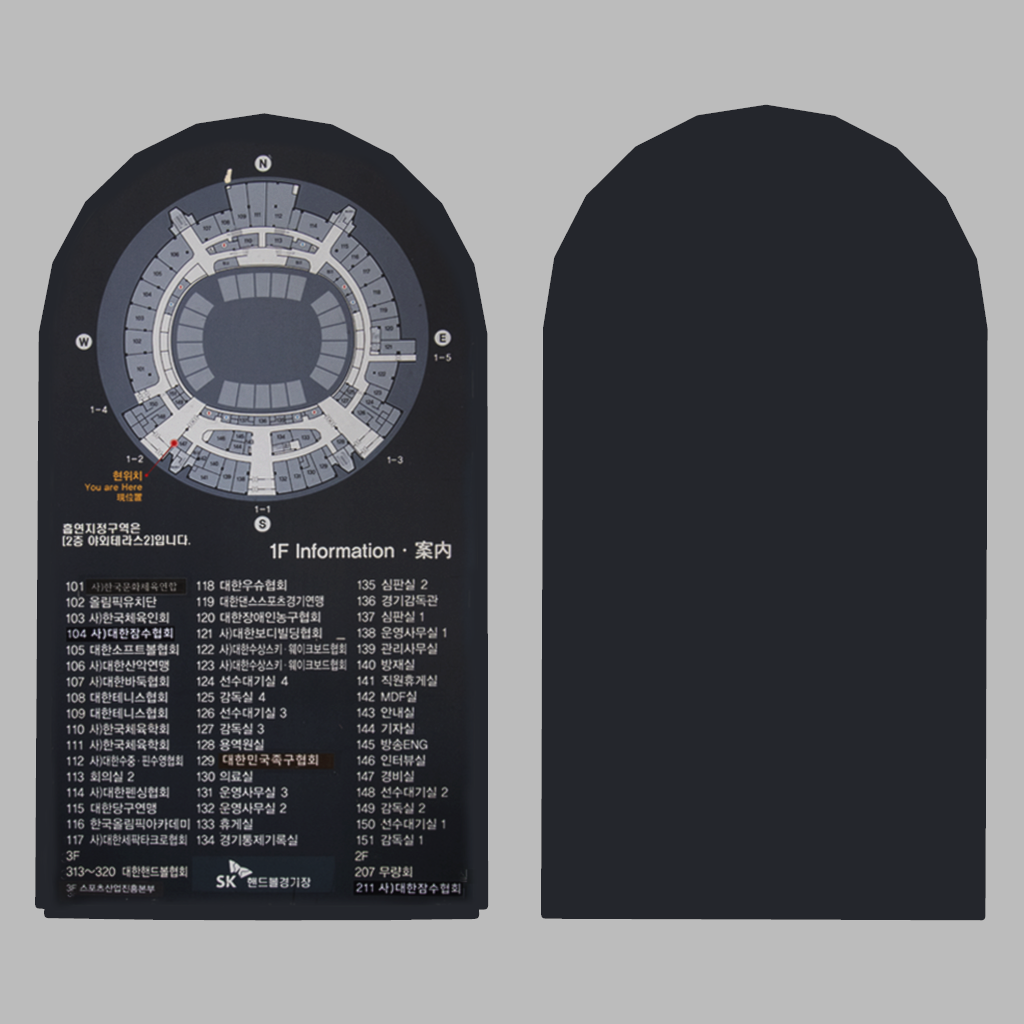 N
W
E
1-5
1-4
1-2
1-3
현위치
You are Here
現位置
1-1
S
흡연지정구역은
[2층 야외테라스2]입니다.
1F Information · 案内
101 사)한국문화체육연합
102 올림픽유치단
103 사)한국체육인회
104 사)대한잠수협회
105 대한소프트볼협회
106 사)대한산악연맹
107 사)대한바둑협회
108 대한테니스협회
109 대한테니스협회
110 사)한국체육학회
111 사)한국체육학회
112 사)대한수중·핀수영협회
113 회의실 2
114 사)대한펜싱협회
115 대한당구연맹
116 한국올림픽아카데미
117 사)대한세팍타크로협회
3F
313~320 대한핸드볼협회
3F 스포츠산업진흥본부
118 대한우슈협회
119 대한댄스스포츠경기연맹
120 대한장애인농구협회
121 사)대한보디빌딩협회
122 사)대한수상스키·웨이크보드협회
123 사)대한수상스키·웨이크보드협회
124 선수대기실 4
125 감독실 4
126 선수대기실 3
127 감독실 3
128 용역원실
129 대한민국족구협회
130 의료실
131 운영사무실 3
132 운영사무실 2
133 휴게실
134 경기통제기록실
SK 핸드볼경기장
135 심판실 2
136 경기감독관
137 심판실 1
138 운영사무실 1
139 관리사무실
140 방재실
141 직원휴게실
142 MDF실
143 안내실
144 기자실
145 방송ENG
146 인터뷰실
147 경비실
148 선수대기실 2
149 감독실 2
150 선수대기실 1
151 감독실 1
2F
207 무량회
211 사)대한잠수협회